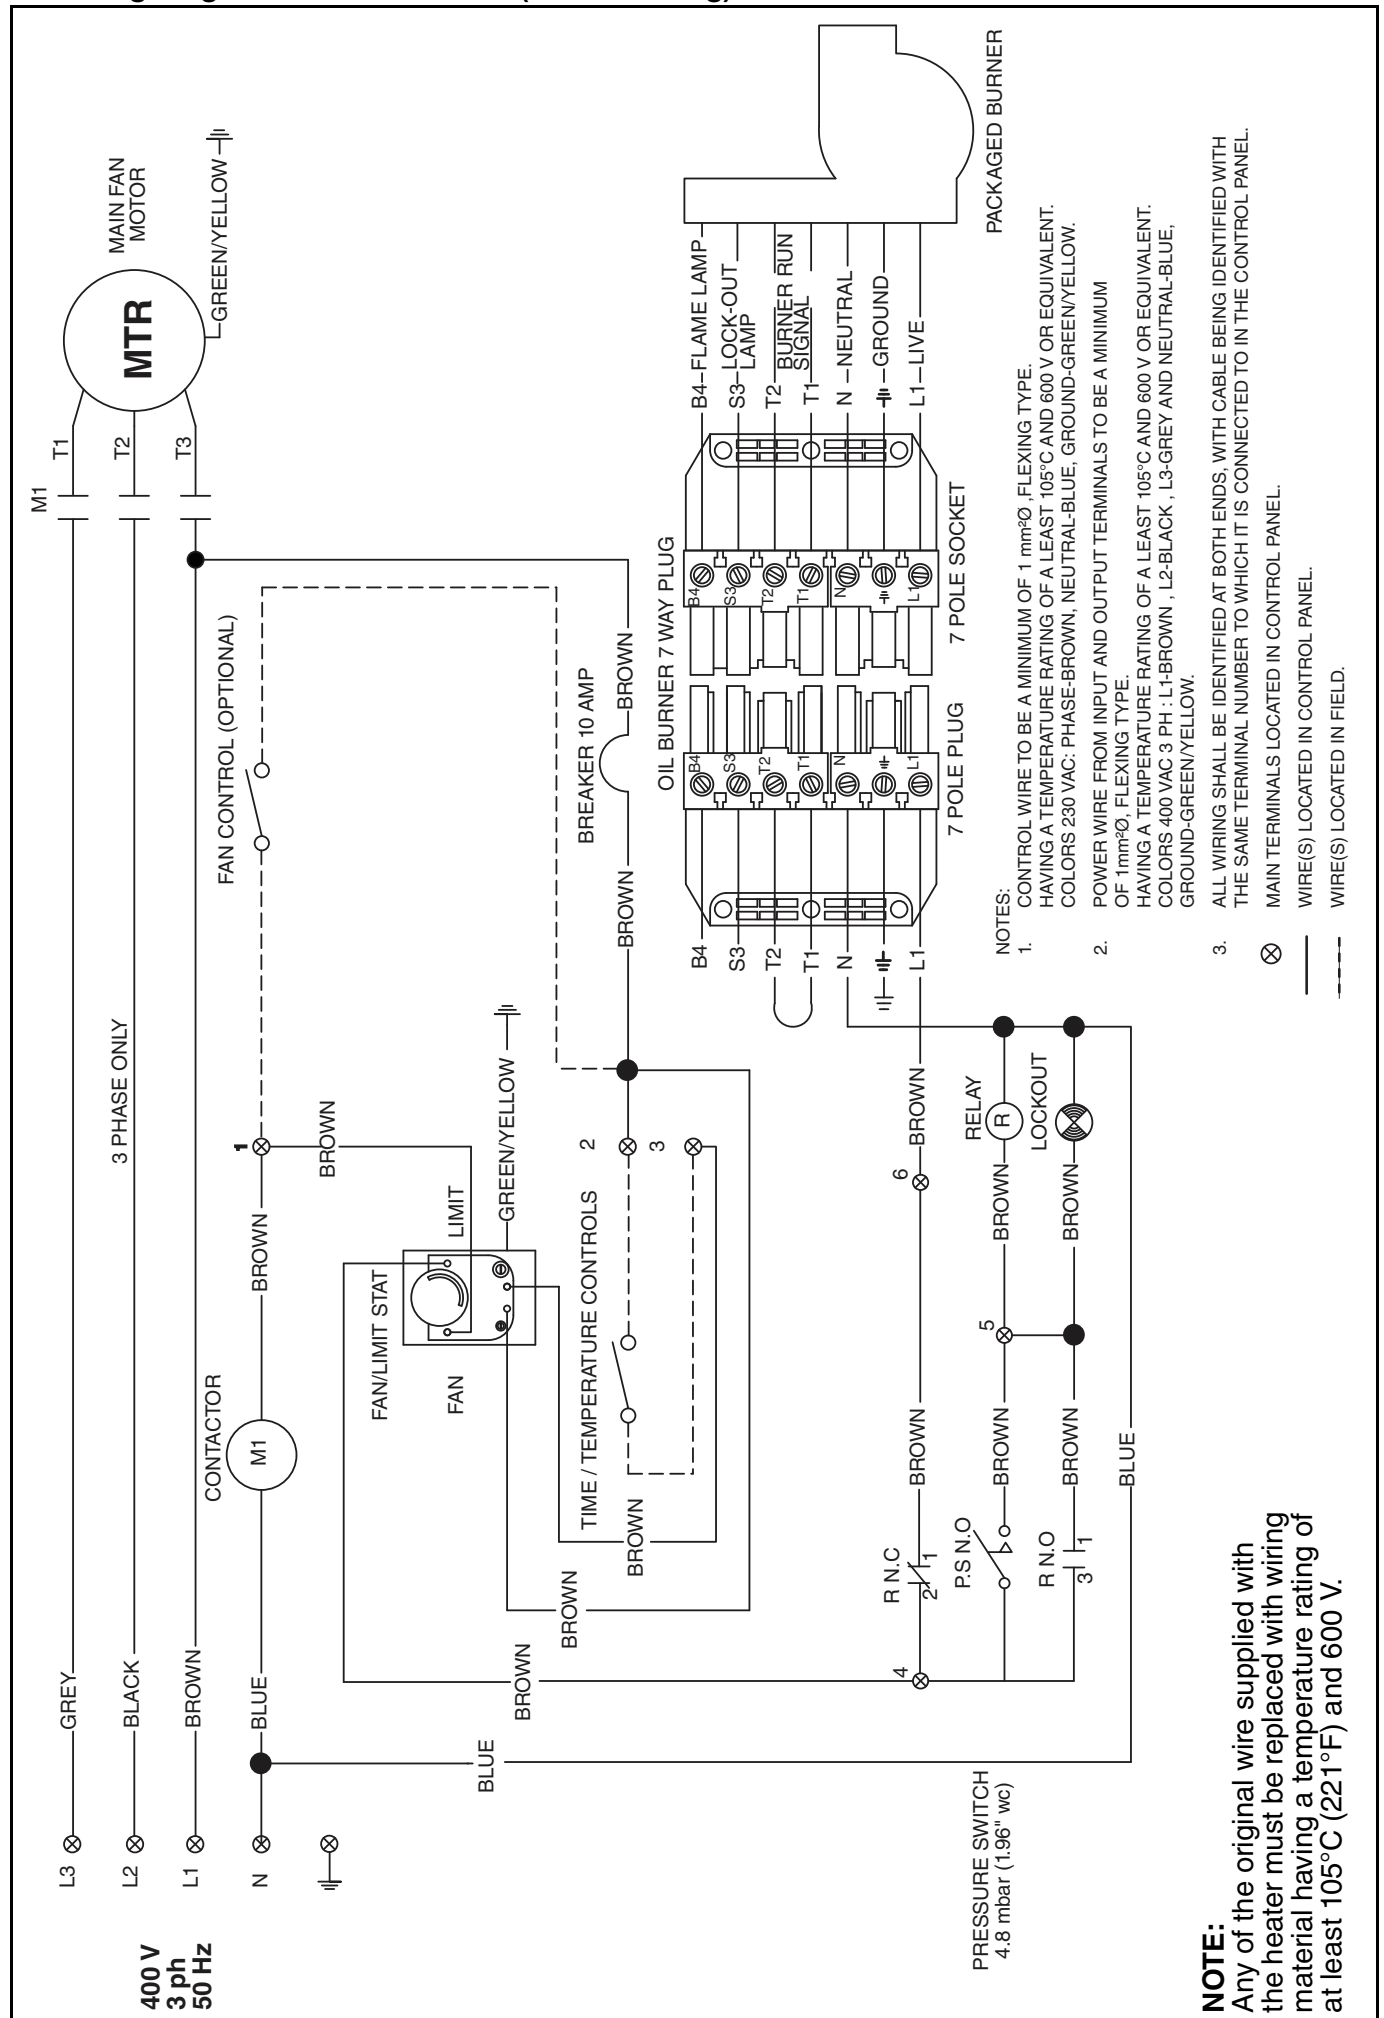 400 V
3 ph
50 Hz
L3
L2
L1
N
GREY
BLACK
BROWN
BLUE
3 PHASE ONLY
M1
T1
T2
T3
MTR
MAIN FAN
MOTOR
GREEN/YELLOW
CONTACTOR
M1
BROWN
1
BROWN
FAN CONTROL (OPTIONAL)
FAN/LIMIT STAT
FAN
LIMIT
GREEN/YELLOW
TIME / TEMPERATURE CONTROLS
2
3
BROWN
BROWN
BROWN
BROWN
BREAKER 10 AMP
BROWN
BLUE
OIL BURNER 7 WAY PLUG
B4
S3
T2
T1
N
L1
B4
S3
T2
T1
N
L1
7 POLE PLUG
B4
S3
T2
T1
N
L1
7 POLE SOCKET
B4 FLAME LAMP
S3 LOCK-OUT
LAMP
T2 BURNER RUN
SIGNAL
T1
N NEUTRAL
GROUND
L1 LIVE
PACKAGED BURNER
4
R N.C
2 1
BROWN
6
BROWN
P.S N.O
BROWN
5
BROWN
RELAY
R
R N.O
3 1
BROWN
BROWN
LOCKOUT
BLUE
PRESSURE SWITCH
4.8 mbar (1.96" wc)
NOTES:
1. CONTROL WIRE TO BE A MINIMUM OF 1 mm²Ø ,FLEXING TYPE.
HAVING A TEMPERATURE RATING OF A LEAST 105°C AND 600 V OR EQUIVALENT.
COLORS 230 VAC: PHASE-BROWN, NEUTRAL-BLUE, GROUND-GREEN/YELLOW.
2. POWER WIRE FROM INPUT AND OUTPUT TERMINALS TO BE A MINIMUM
OF 1mm²Ø, FLEXING TYPE.
HAVING A TEMPERATURE RATING OF A LEAST 105°C AND 600 V OR EQUIVALENT.
COLORS 400 VAC 3 PH : L1-BROWN , L2-BLACK , L3-GREY AND NEUTRAL-BLUE,
GROUND-GREEN/YELLOW.
3. ALL WIRING SHALL BE IDENTIFIED AT BOTH ENDS, WITH CABLE BEING IDENTIFIED WITH
THE SAME TERMINAL NUMBER TO WHICH IT IS CONNECTED TO IN THE CONTROL PANEL.
MAIN TERMINALS LOCATED IN CONTROL PANEL.
WIRE(S) LOCATED IN CONTROL PANEL.
WIRE(S) LOCATED IN FIELD.
NOTE:
Any of the original wire supplied with
the heater must be replaced with wiring
material having a temperature rating of
at least 105°C (221°F) and 600 V.